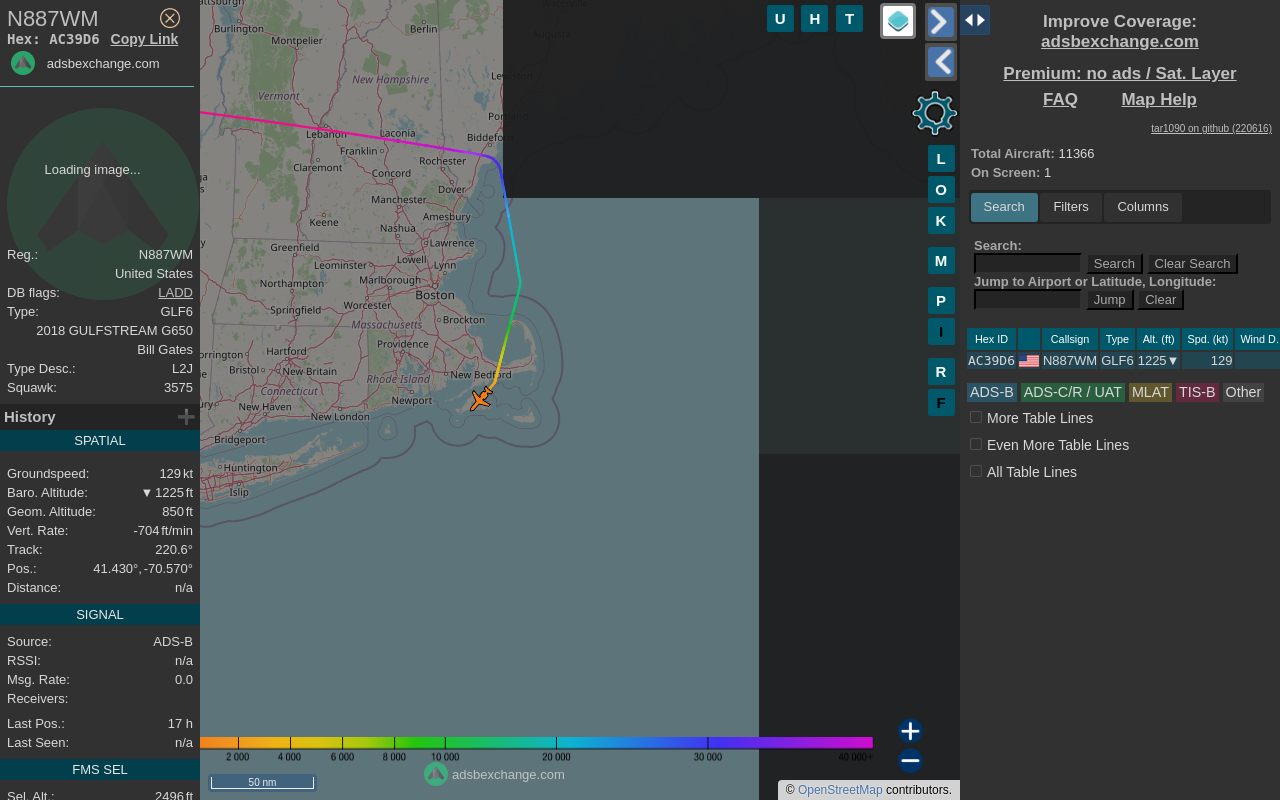 N887WM
Hex: AC39D6 Copy Link
adsbexchange.com
Loading image...
Reg.: N887WM
United States
DB flags: LADD
Type: GLF6
2018 GULFSTREAM G650
Bill Gates
Type Desc.: L2J
Squawk: 3575
History
SPATIAL
Groundspeed: 129 kt
Baro. Altitude: ▼ 1225 ft
Geom. Altitude: 850 ft
Vert. Rate: -704 ft/min
Track: 220.6°
Pos.: 41.430°, -70.570°
Distance: n/a
SIGNAL
Source: ADS-B
RSSI: n/a
Msg. Rate: 0.0
Receivers:
Last Pos.: 17 h
Last Seen: n/a
FMS SEL
Sel. Alt.: 2496 ft
Berlin
Burlington
Montpelier
Augusta
New Hampshire
Vermont
Lebanon
Laconia
Franklin
Rochester
Claremont
Concord
Dover
Manchester
Amesbury
Keene
Nashua
Greenfield
Lawrence
Lowell
Leominster
Lynn
Northampton
Marlborough
Boston
Worcester
Springfield
Massachusetts
Brockton
Providence
Hartford
Bristol
New Britain
Rhode Island
New Bedford
Connecticut
Newport
New Haven
New London
Bridgeport
Huntington
Islip
U H T
L
O
K
M
P
I
R
F
2 000 4 000 6 000 8 000 10 000 20 000 30 000 40 000+
adsbexchange.com
50 nm
© OpenStreetMap contributors.
Improve Coverage:
adsbexchange.com
Premium: no ads / Sat. Layer
FAQ Map Help
tar1090 on github (220616)
Total Aircraft: 11366
On Screen: 1
Search Filters Columns
Search:
Search Clear Search
Jump to Airport or Latitude, Longitude:
Jump Clear
Hex ID Callsign Type Alt. (ft) Spd. (kt) Wind D.
AC39D6 N887WM GLF6 1225▼ 129
ADS-B ADS-C/R / UAT MLAT TIS-B Other
More Table Lines
Even More Table Lines
All Table Lines